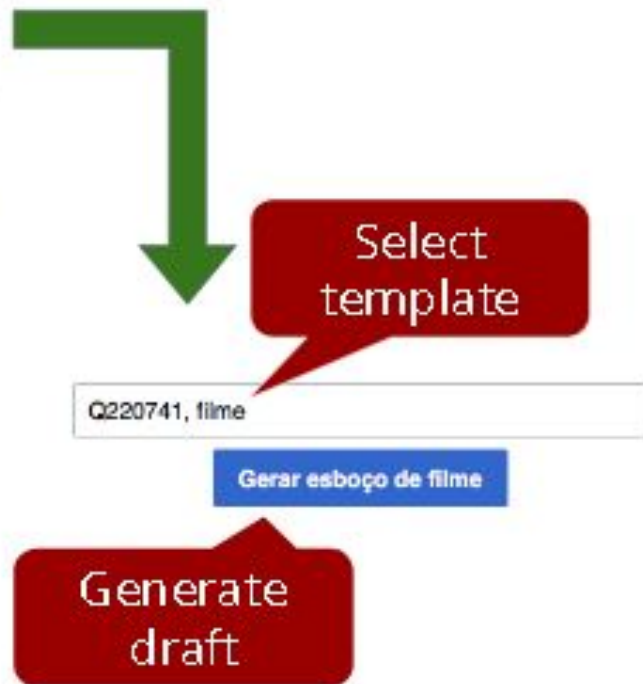 Select
template
Q220741, filme
Gerar esboço de filme
Generate
draft